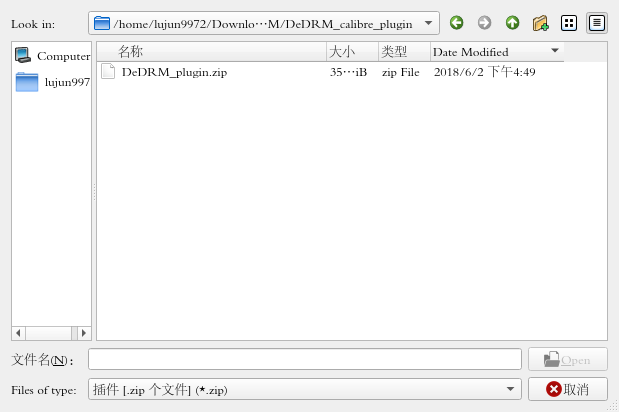 Look in: /home/lujun9972/Downlo⋯M/DeDRM_calibre_plugin
Computer
lujun997
名称 大小 类型 Date Modified
DeDRM_plugin.zip 35⋯iB zip File 2018/6/2 下午4:49
文件名(N): Open
Files of type: 插件 [.zip 个文件] (*.zip) 取消